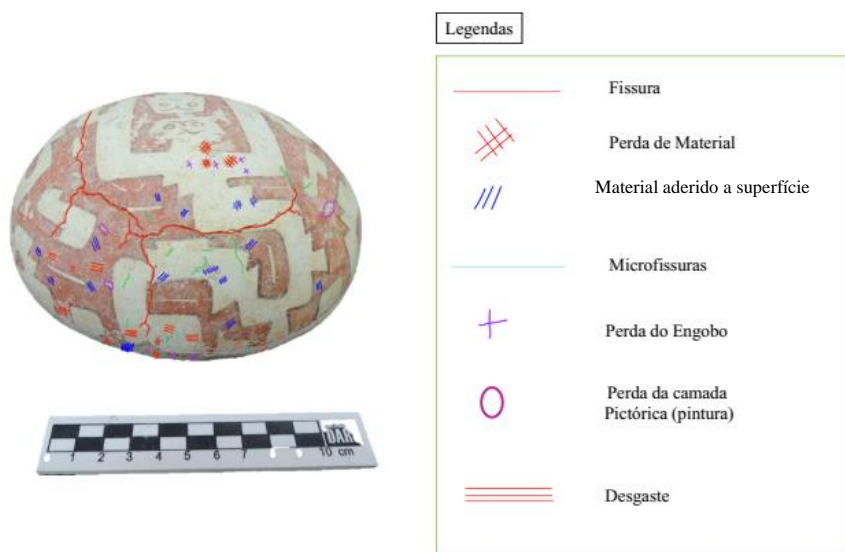 Legendas
Fissura
Perda de Material
Material aderido a superfície
Microfissuras
Perda do Engobo
Perda da camada
Pictórica (pintura)
Desgaste
DAR
1 2 3 4 5 6 7 10 cm